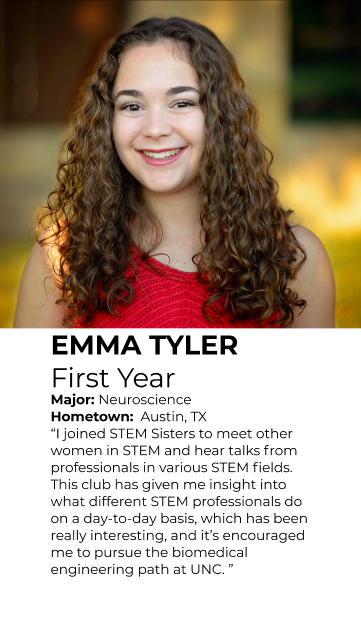 EMMA TYLER
First Year
Major: Neuroscience
Hometown:  Austin, TX
“I joined STEM Sisters to meet other
women in STEM and hear talks from
professionals in various STEM fields.
This club has given me insight into
what different STEM professionals do
on a day-to-day basis, which has been
really interesting, and it’s encouraged
me to pursue the biomedical
engineering path at UNC. ”